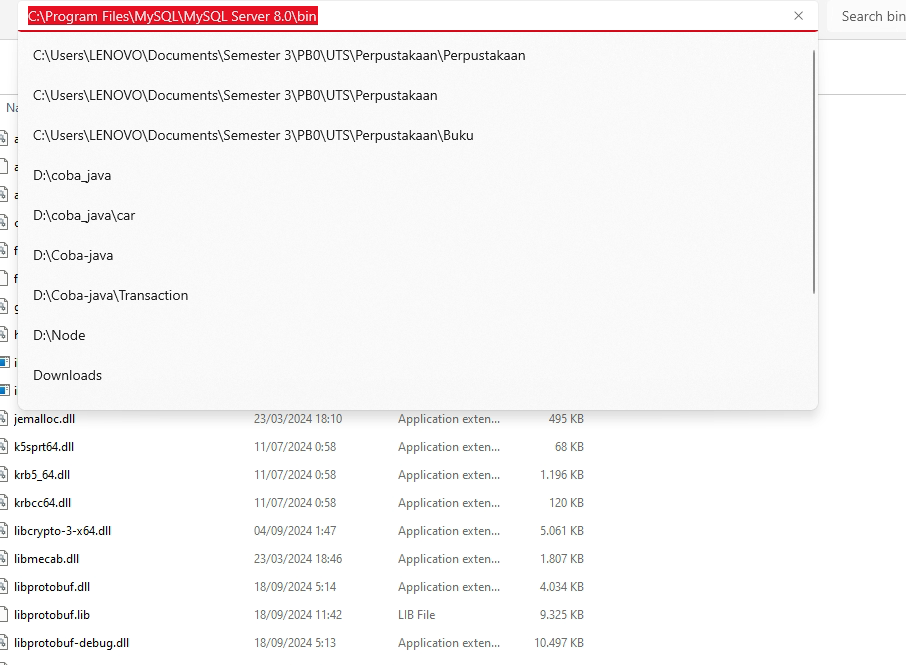 C:\Program Files\MySQL\MySQL Server 8.0\bin
Search bin
C:\Users\LENOVO\Documents\Semester 3\PB0\UTS\Perpustakaan\Perpustakaan
C:\Users\LENOVO\Documents\Semester 3\PB0\UTS\Perpustakaan
C:\Users\LENOVO\Documents\Semester 3\PB0\UTS\Perpustakaan\Buku
D:\coba_java
D:\coba_java\car
D:\Coba-java
D:\Coba-java\Transaction
D:\Node
Downloads
jemalloc.dll 23/03/2024 18:10 Application exten... 495 KB
k5sprt64.dll 11/07/2024 0:58 Application exten... 68 KB
krb5_64.dll 11/07/2024 0:58 Application exten... 1.196 KB
krbcc64.dll 11/07/2024 0:58 Application exten... 120 KB
libcrypto-3-x64.dll 04/09/2024 1:47 Application exten... 5.061 KB
libmecab.dll 23/03/2024 18:46 Application exten... 1.807 KB
libprotobuf.dll 18/09/2024 5:14 Application exten... 4.034 KB
libprotobuf.lib 18/09/2024 11:42 LIB File 9.325 KB
libprotobuf-debug.dll 18/09/2024 5:13 Application exten... 10.497 KB